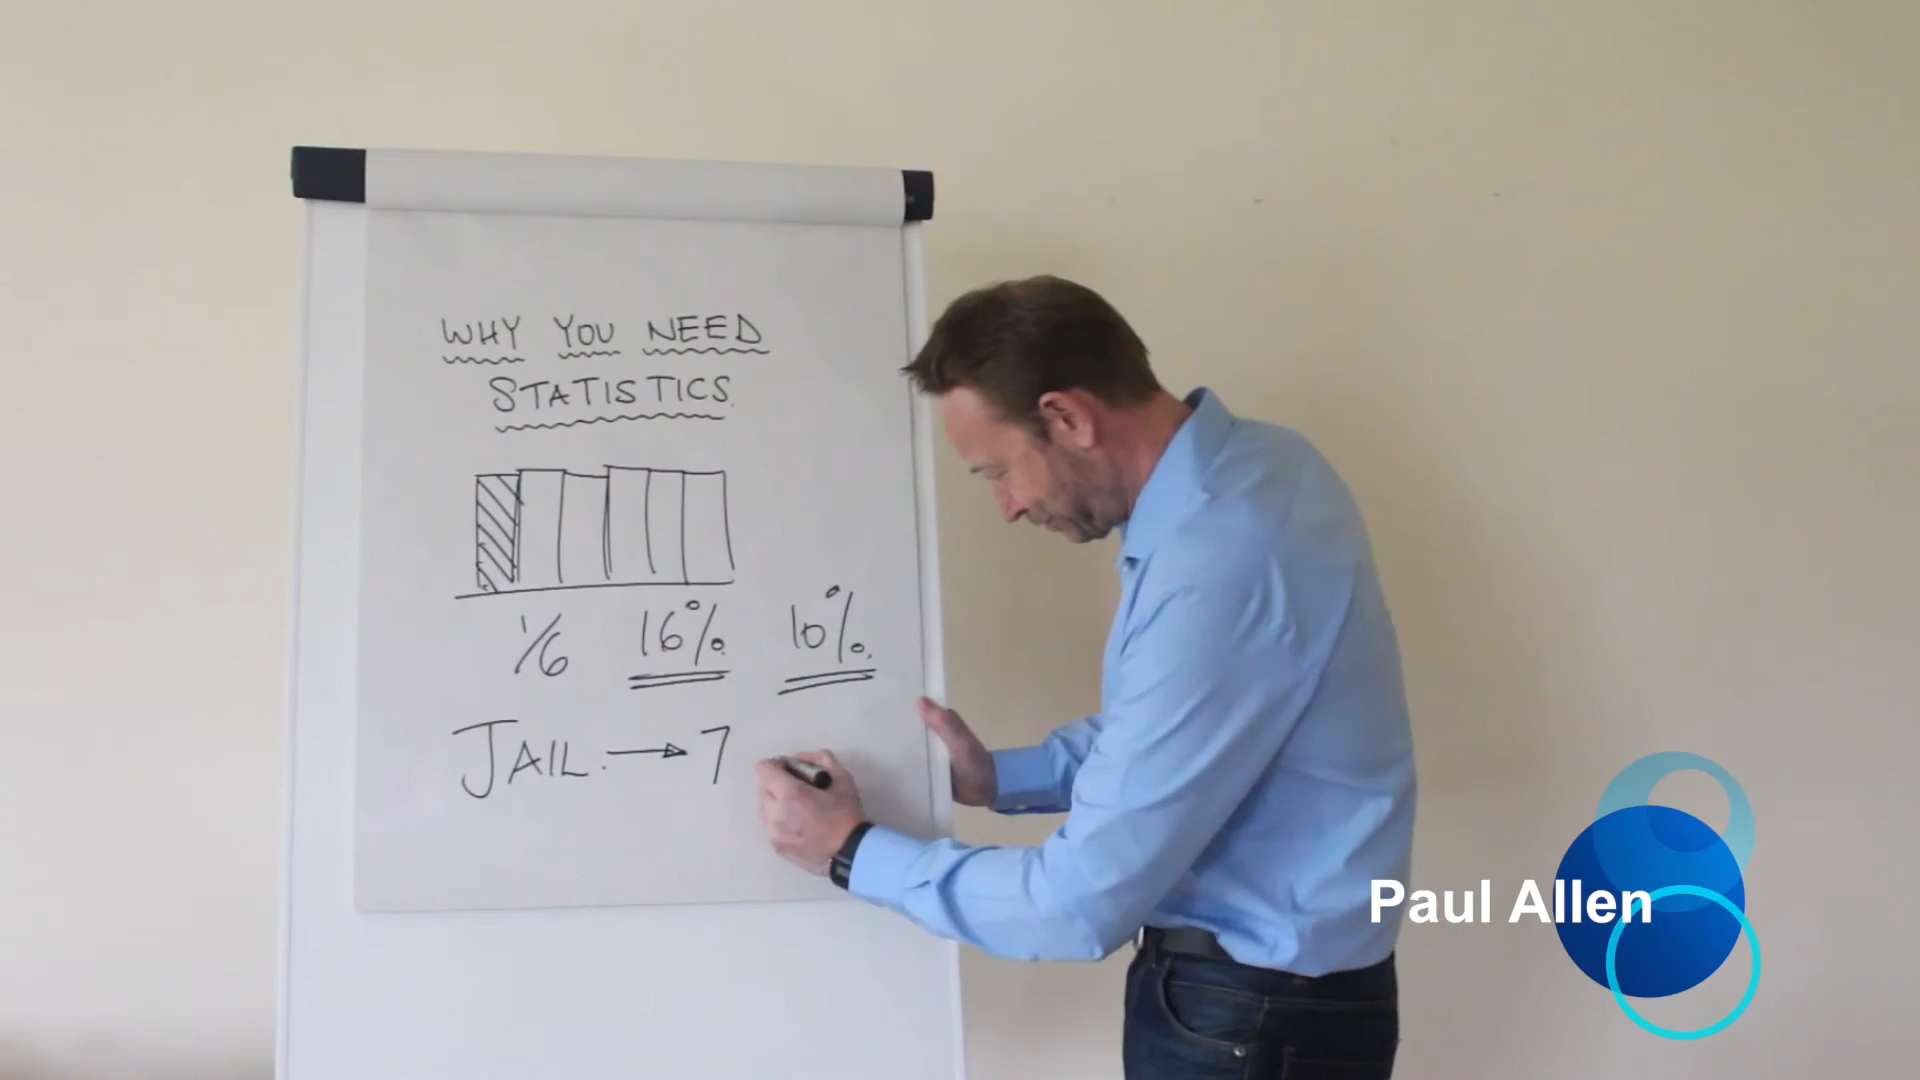 WHY YOU NEED
STATISTICS.
1/6 16% 10%.
JAIL. → 7
Paul Allen